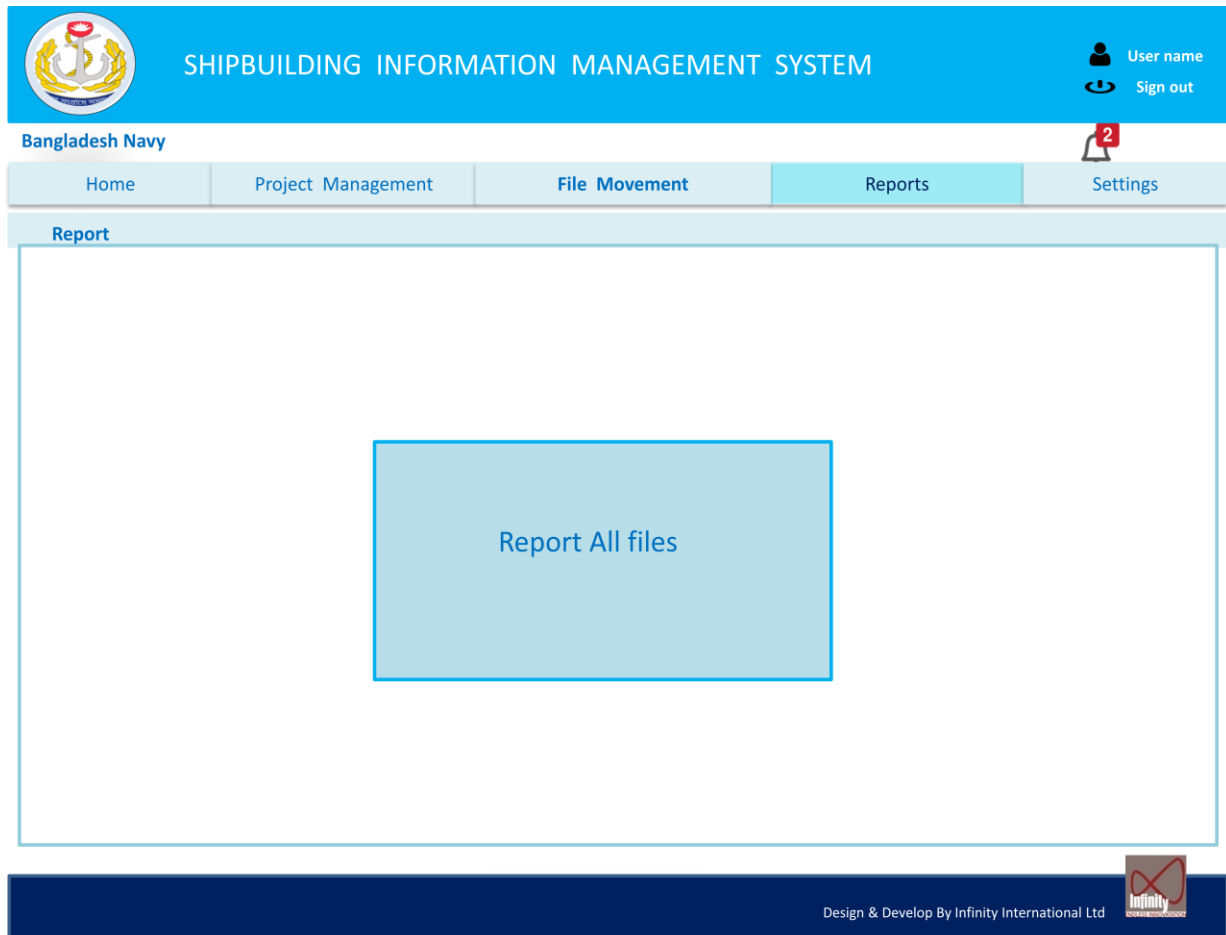 SHIPBUILDING INFORMATION MANAGEMENT SYSTEM
User name
Sign out
Bangladesh Navy
2
Home
Project Management
File Movement
Reports
Settings
Report
Report All files
Design & Develop By Infinity International Ltd
Infinity